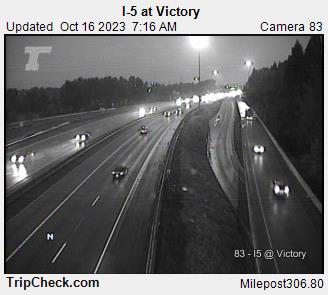 I-5 at Victory
Updated Oct 16 2023 7:16 AM Camera 83
T
N
83 - I5 @ Victory
TripCheck.com Milepost306.80